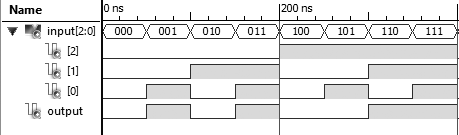 Name 0 ns 200 ns
input[2:0] 000 001 010 011 100 101 110 111
[2]
[1]
[0]
output